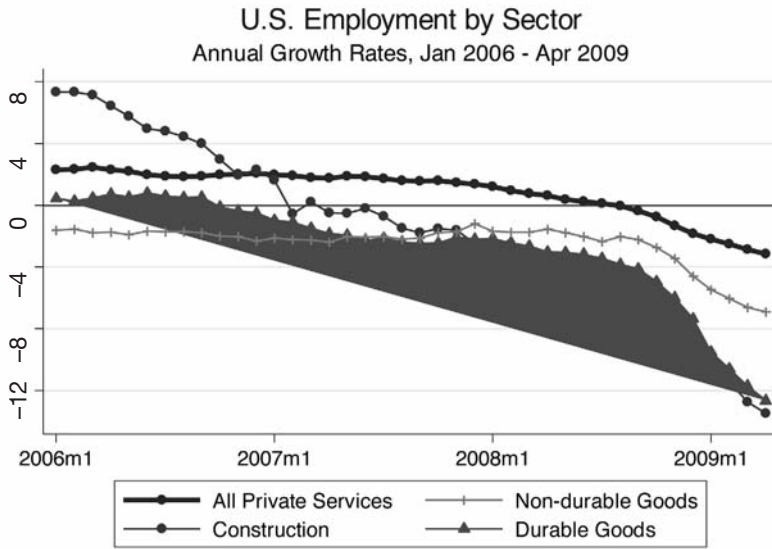 U.S. Employment by Sector
Annual Growth Rates, Jan 2006 - Apr 2009
8
4
0
−4
−8
−12
2006m1 2007m1 2008m1 2009m1
All Private Services Non-durable Goods
Construction Durable Goods